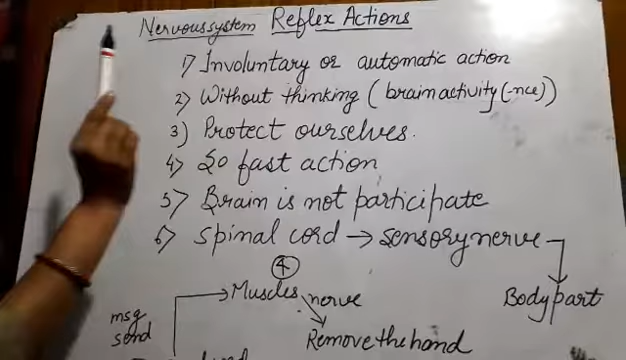 Nervous system Reflex Actions
1) Involuntary or automatic action
2) Without thinking (brain activity (-nce))
3) Protect ourselves.
4) So fast action
5) Brain is not participate
6) Spinal cord → sensory nerve
Body part
4
Muscles nerve
msg
send
Remove the hand